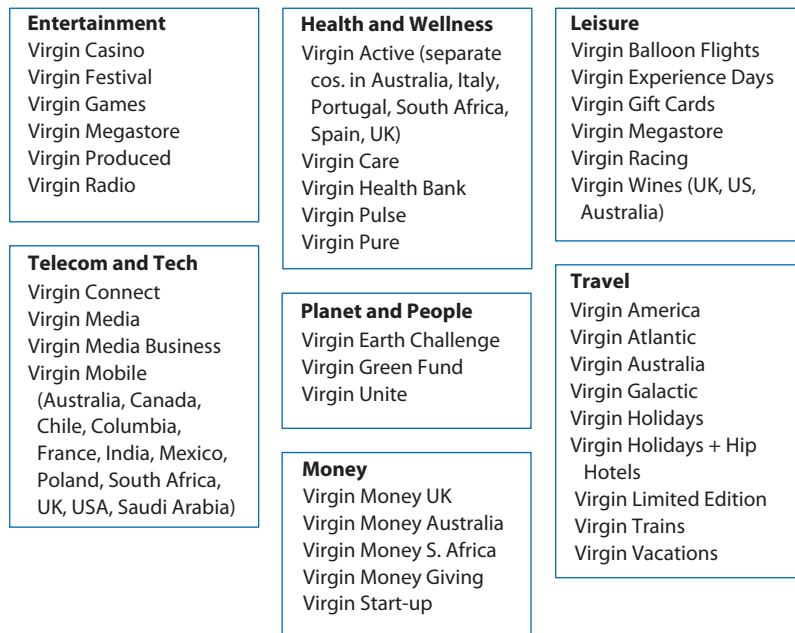 Entertainment
Virgin Casino
Virgin Festival
Virgin Games
Virgin Megastore
Virgin Produced
Virgin Radio
Telecom and Tech
Virgin Connect
Virgin Media
Virgin Media Business
Virgin Mobile
(Australia, Canada,
Chile, Columbia,
France, India, Mexico,
Poland, South Africa,
UK, USA, Saudi Arabia)
Health and Wellness
Virgin Active (separate
cos. in Australia, Italy,
Portugal, South Africa,
Spain, UK)
Virgin Care
Virgin Health Bank
Virgin Pulse
Virgin Pure
Planet and People
Virgin Earth Challenge
Virgin Green Fund
Virgin Unite
Money
Virgin Money UK
Virgin Money Australia
Virgin Money S. Africa
Virgin Money Giving
Virgin Start-up
Leisure
Virgin Balloon Flights
Virgin Experience Days
Virgin Gift Cards
Virgin Megastore
Virgin Racing
Virgin Wines (UK, US,
Australia)
Travel
Virgin America
Virgin Atlantic
Virgin Australia
Virgin Galactic
Virgin Holidays
Virgin Holidays + Hip
Hotels
Virgin Limited Edition
Virgin Trains
Virgin Vacations